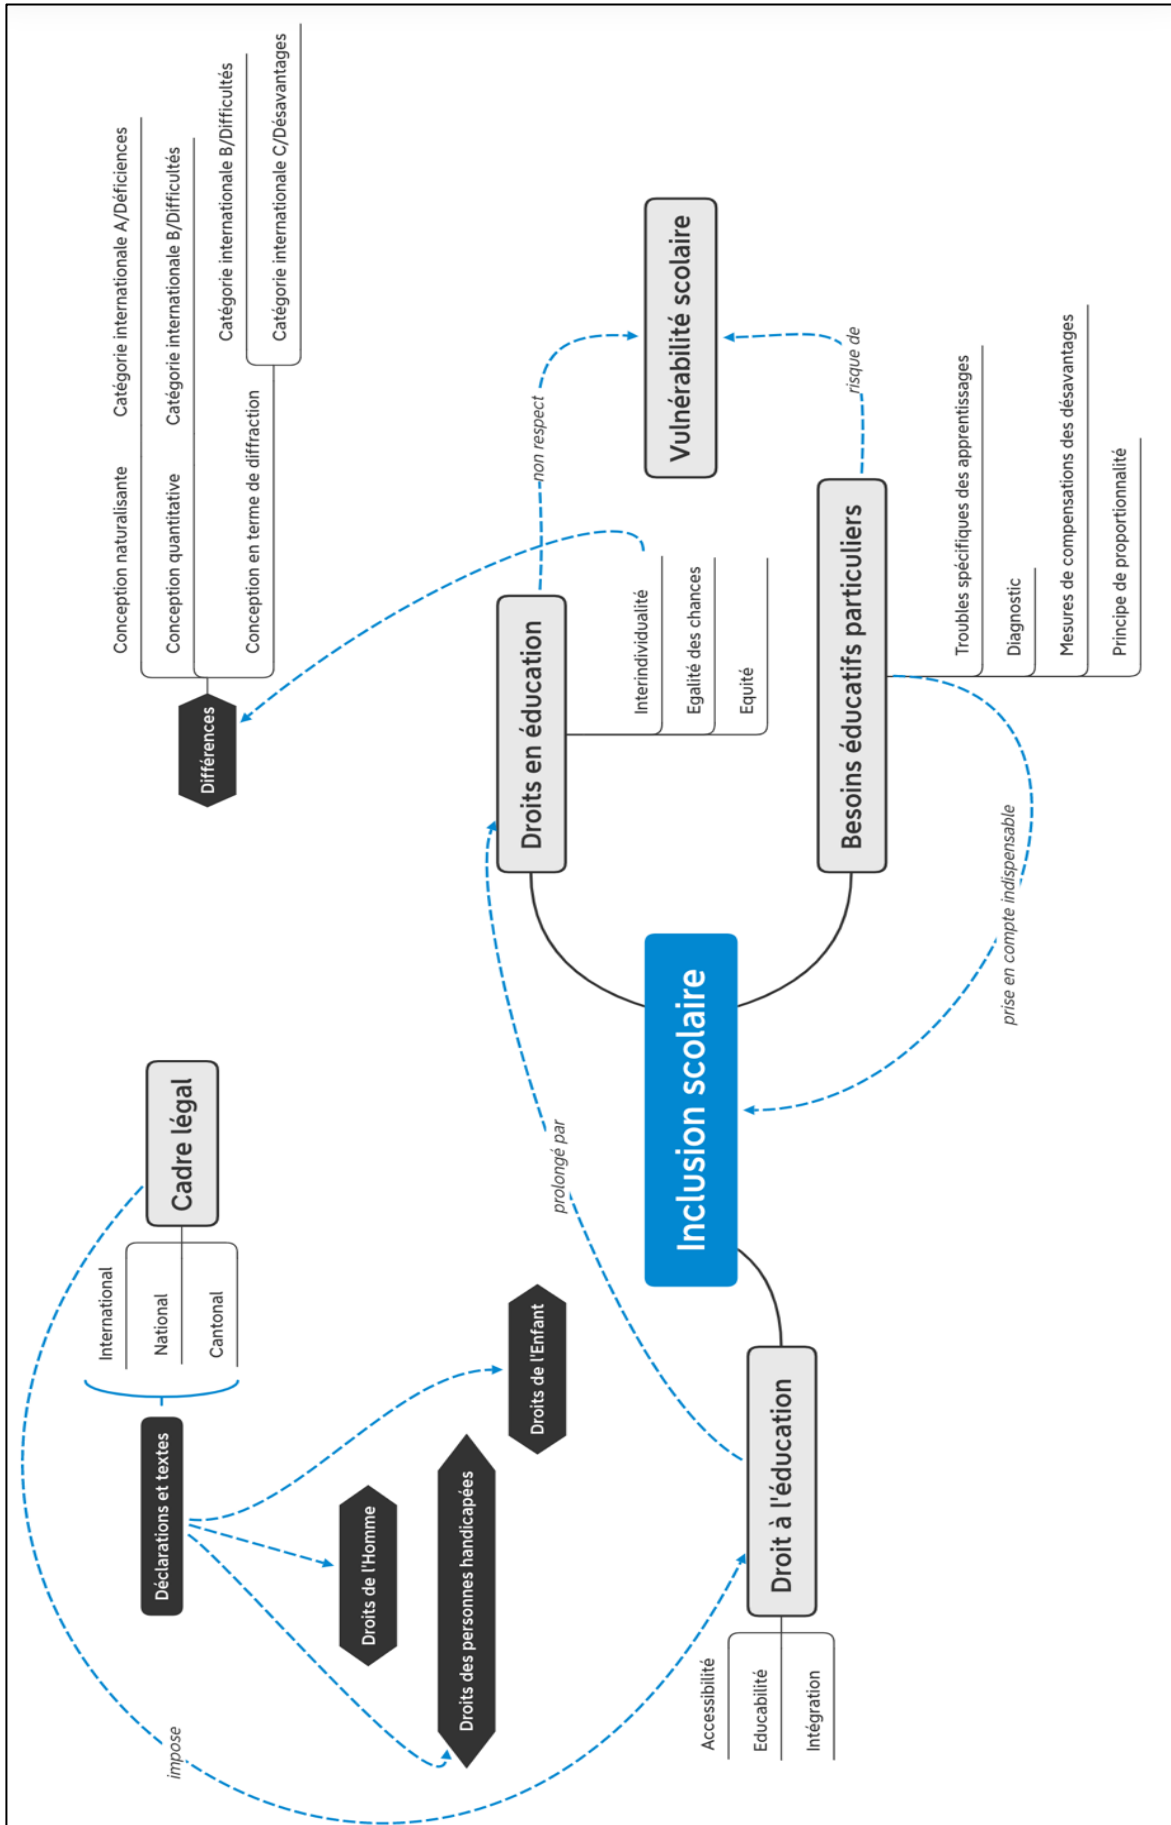 impose
Déclarations et textes
International
National
Cantonal
Cadre légal
Droits de l'Homme
Droits des personnes handicapées
Droits de l'Enfant
Différences
Conception naturalisante
Catégorie internationale A/Déficiences
Conception quantitative
Catégorie internationale B/Difficultés
Conception en terme de diffraction
Catégorie internationale B/Difficultés
Catégorie internationale C/Désavantages
prolongé par
Droits en éducation
Interindividualité
Egalité des chances
Equité
non respect
Vulnérabilité scolaire
Inclusion scolaire
Accessibilité
Educabilité
Intégration
Droit à l'éducation
Besoins éducatifs particuliers
risque de
Troubles spécifiques des apprentissages
Diagnostic
Mesures de compensations des désavantages
Principe de proportionnalité
prise en compte indispensable